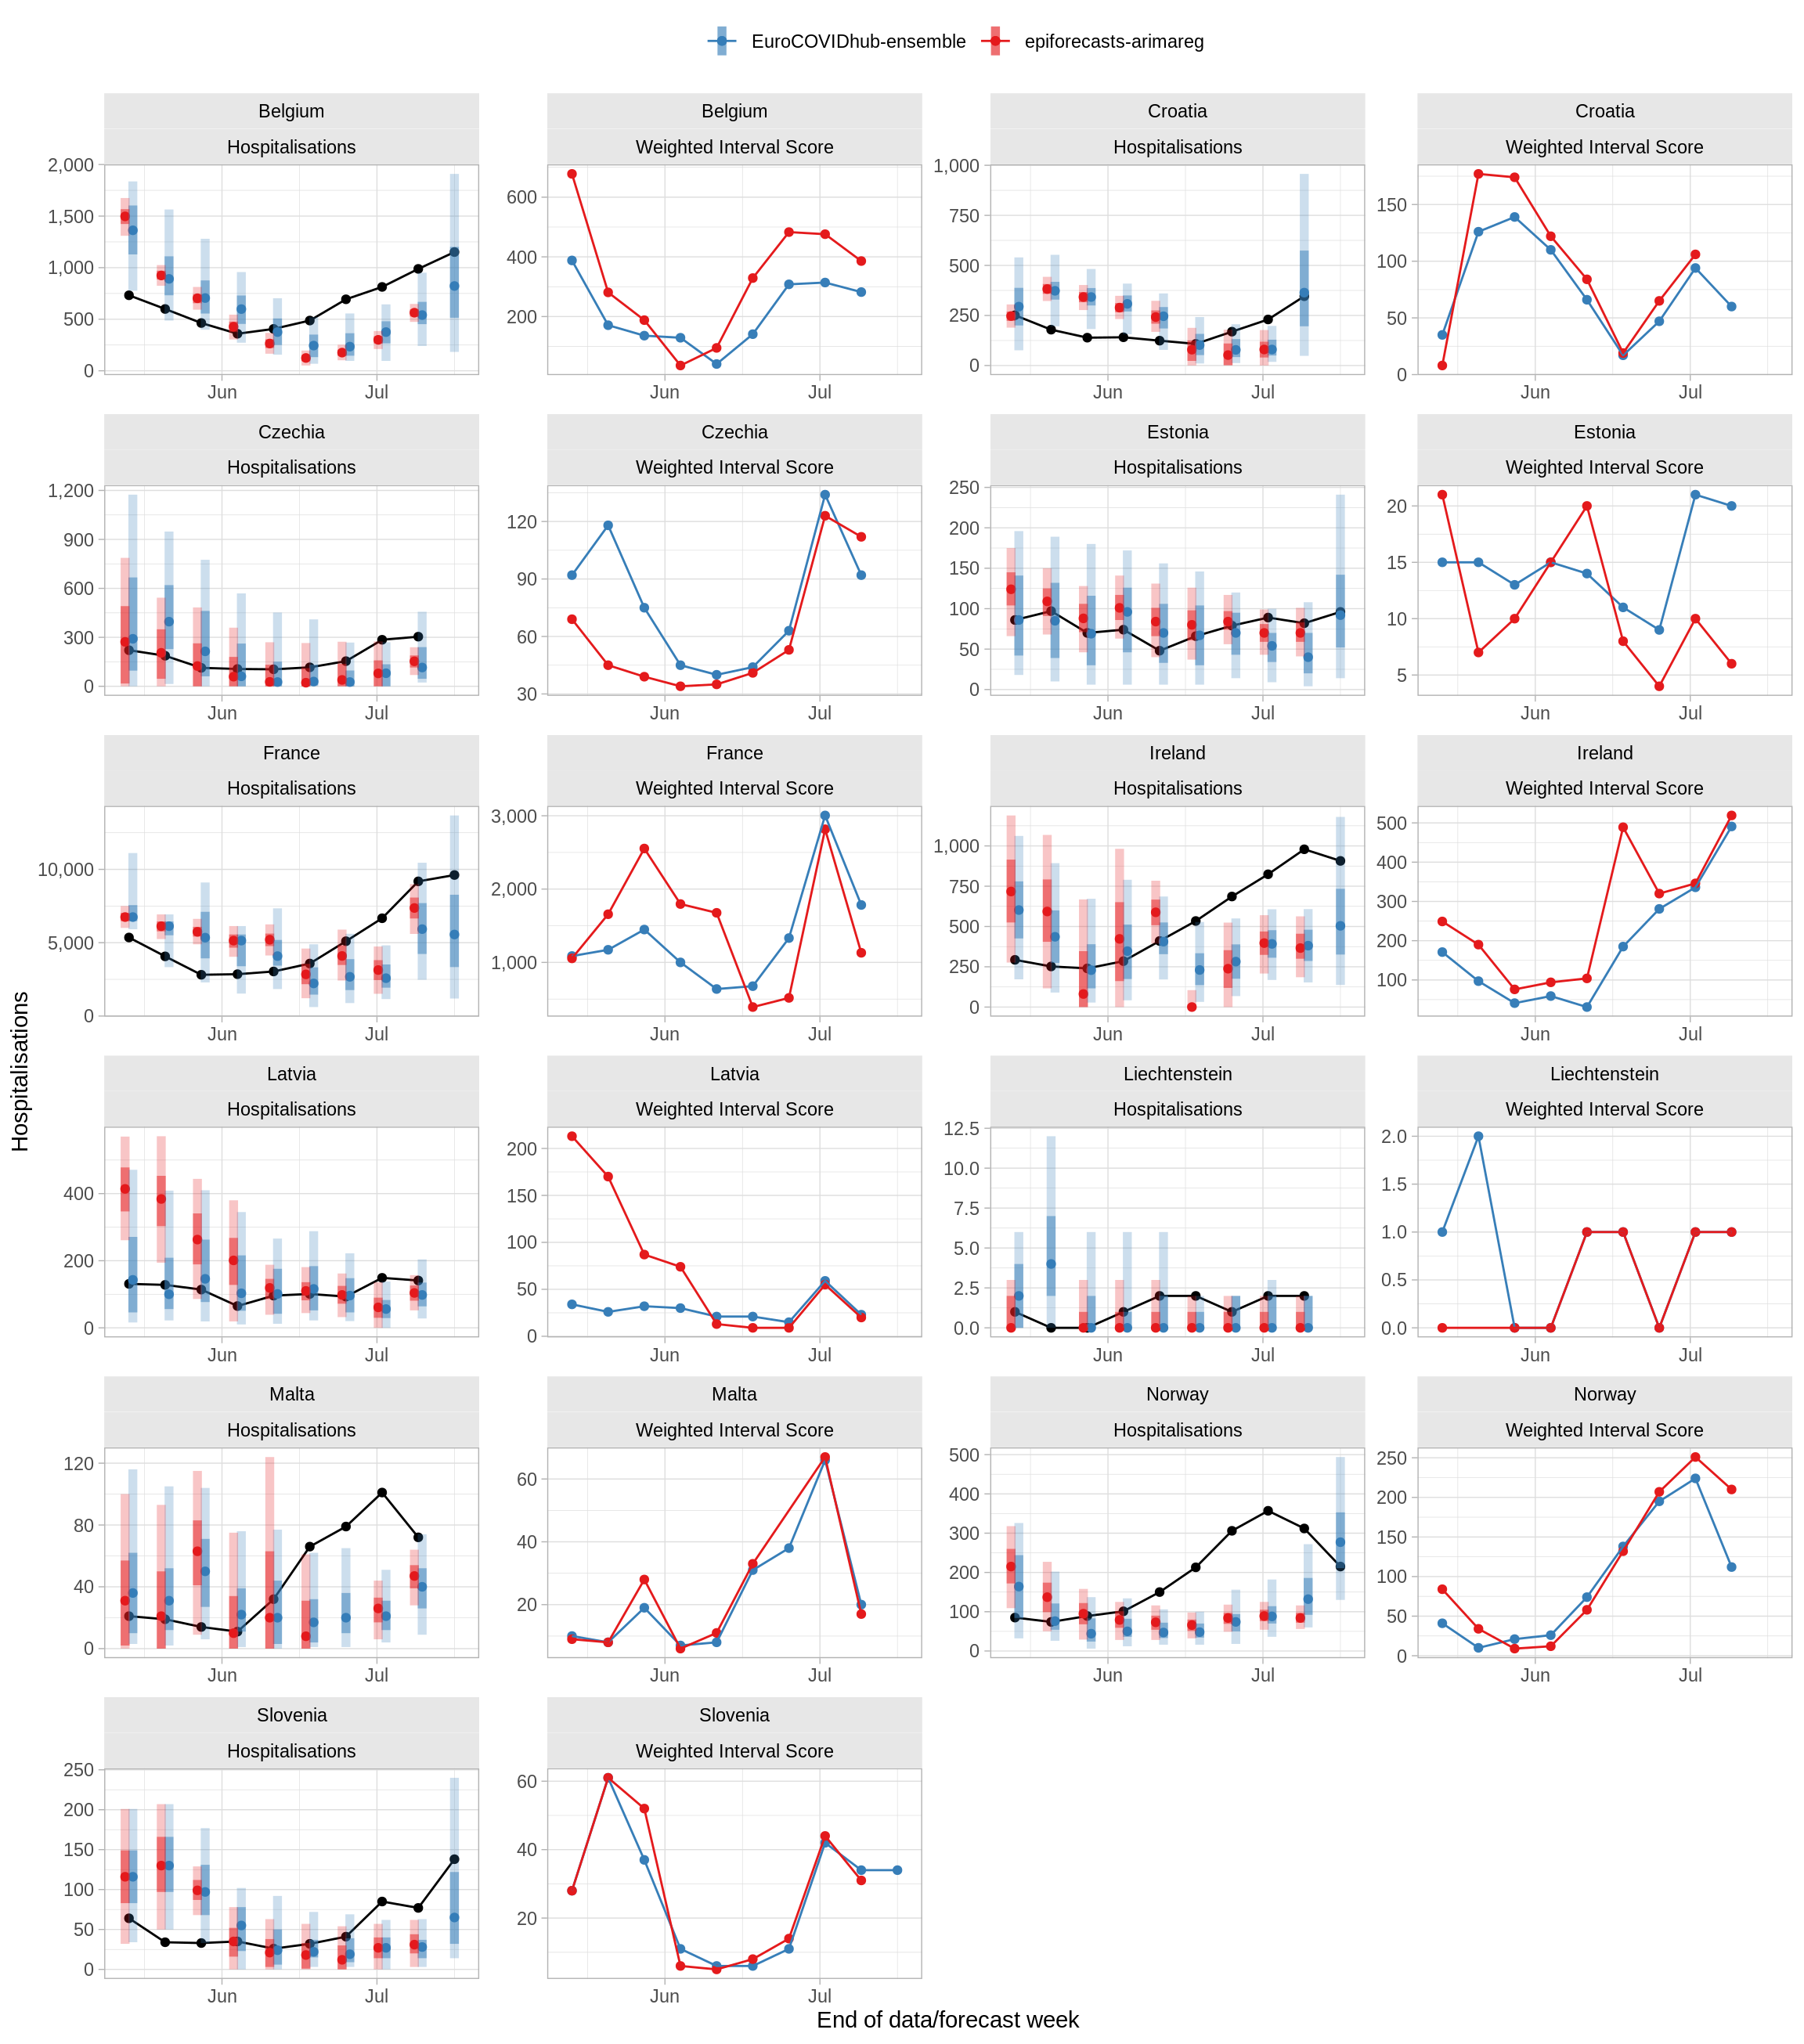 EuroCOVIDhub-ensemble epiforecasts-arimareg
Belgium Belgium Croatia Croatia
Hospitalisations Weighted Interval Score Hospitalisations Weighted Interval Score
2,000 1,500 1,000 500 0
600 400 200
1,000 750 500 250 0
150 100 50 0
Jun Jul Jun Jul Jun Jul Jun Jul
Czechia Czechia Estonia Estonia
Hospitalisations Weighted Interval Score Hospitalisations Weighted Interval Score
1,200 900 600 300 0
120 90 60 30
250 200 150 100 50 0
20 15 10 5
Jun Jul Jun Jul Jun Jul Jun Jul
France France Ireland Ireland
Hospitalisations Weighted Interval Score Hospitalisations Weighted Interval Score
10,000 5,000 0
3,000 2,000 1,000
1,000 750 500 250 0
500 400 300 200 100
Jun Jul Jun Jul Jun Jul Jun Jul
Hospitalisations
Latvia Latvia Liechtenstein Liechtenstein
Hospitalisations Weighted Interval Score Hospitalisations Weighted Interval Score
400 200 0
200 150 100 50 0
12.5 10.0 7.5 5.0 2.5 0.0
2.0 1.5 1.0 0.5 0.0
Jun Jul Jun Jul Jun Jul Jun Jul
Malta Malta Norway Norway
Hospitalisations Weighted Interval Score Hospitalisations Weighted Interval Score
120 80 40 0
60 40 20
500 400 300 200 100 0
250 200 150 100 50 0
Jun Jul Jun Jul Jun Jul Jun Jul
Slovenia Slovenia
Hospitalisations Weighted Interval Score
250 200 150 100 50 0
60 40 20
Jun Jul Jun Jul
End of data/forecast week